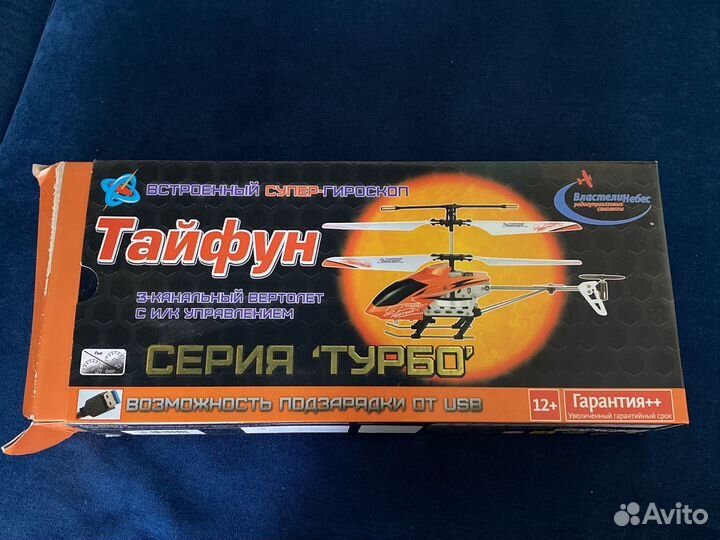 Встроенный супер-гироскоп
Тайфун
3-канальный вертолет
с и/к управлением
СЕРИЯ 'ТУРБО'
Возможность подзарядки от USB
ВластелиНебес
радиоуправляемые
самолеты
12+
Гарантия++
Увеличенный гарантийный срок
Avito